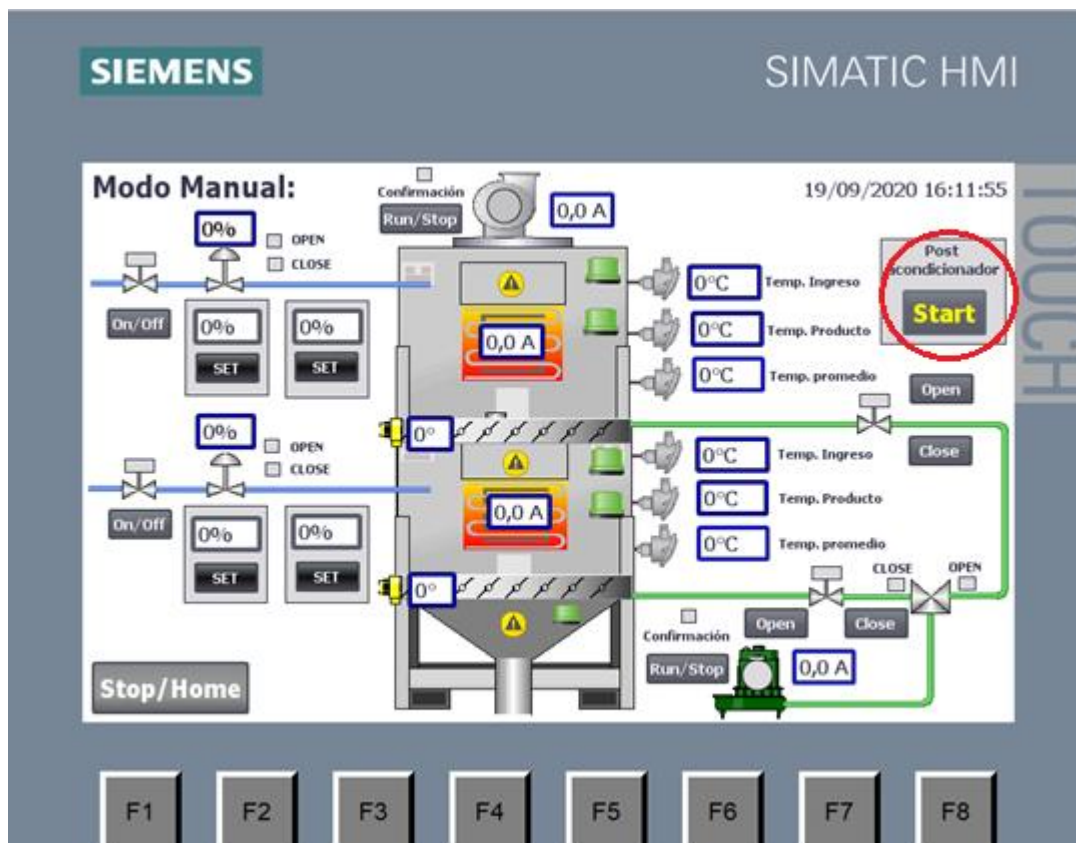 SIEMENS
SIMATIC HMI
TOUCH
Modo Manual:
19/09/2020 16:11:55
Confirmación
Run/Stop
0,0 A
0%
OPEN
CLOSE
On/Off
0%
SET
0%
SET
0,0 A
0°C Temp. Ingreso
0°C Temp. Producto
0°C Temp. promedio
Post
acondicionador
Start
Open
Close
0%
OPEN
CLOSE
On/Off
0%
SET
0%
SET
0°
0,0 A
0°C Temp. Ingreso
0°C Temp. Producto
0°C Temp. promedio
0°
CLOSE
OPEN
Open
Close
Confirmación
Run/Stop
0,0 A
Stop/Home
F1
F2
F3
F4
F5
F6
F7
F8